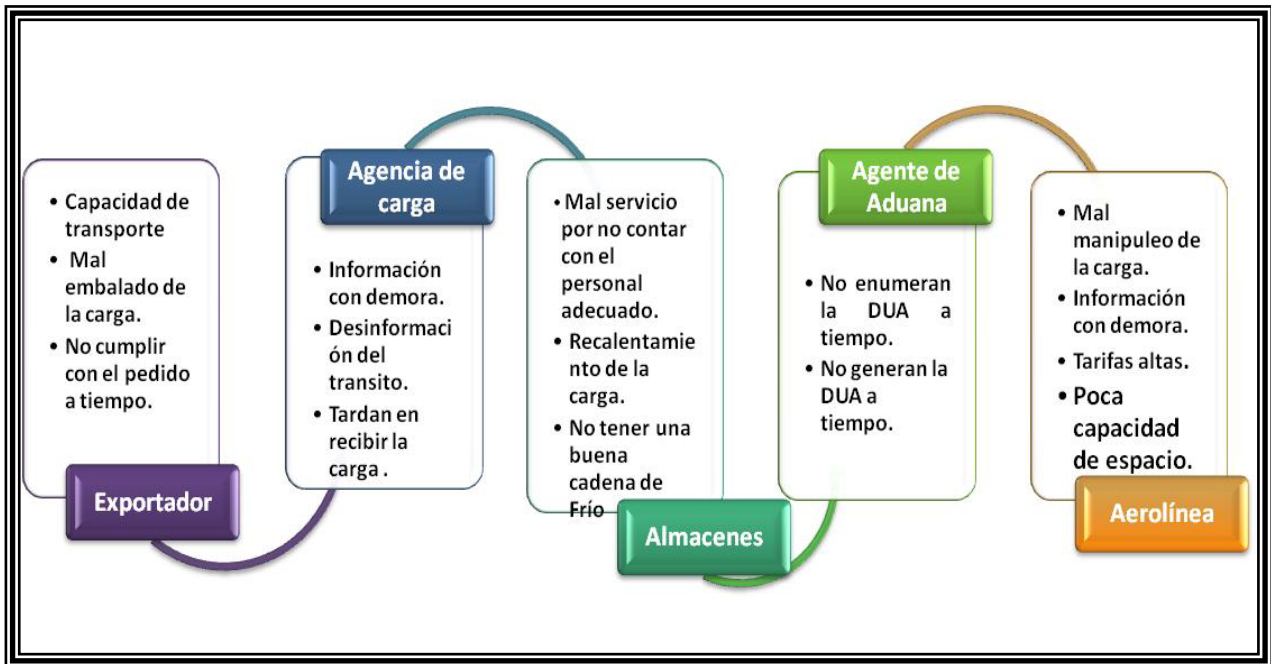 • Capacidad de
transporte
• Mal
embalado de
la carga.
• No cumplir
con el pedido
a tiempo.
Exportador
Agencia de
carga
• Información
con demora.
• Desinformaci
ón del
transito.
• Tardan en
recibir la
carga .
• Mal servicio
por no contar
con el
personal
adecuado.
• Recalentamie
nto de la
carga.
• No tener una
buena
cadena de
Frío
Almacenes
Agente de
Aduana
• No enumeran
la DUA a
tiempo.
• No generan la
DUA a
tiempo.
• Mal
manipuleo de
la carga.
• Información
con demora.
• Tarifas altas.
• Poca
capacidad
de espacio.
Aerolínea